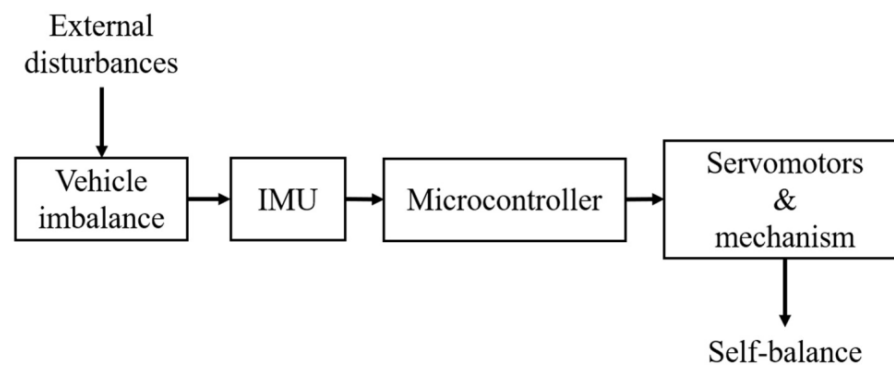 External
disturbances
Vehicle
imbalance
IMU
Microcontroller
Servomotors
&
mechanism
Self-balance